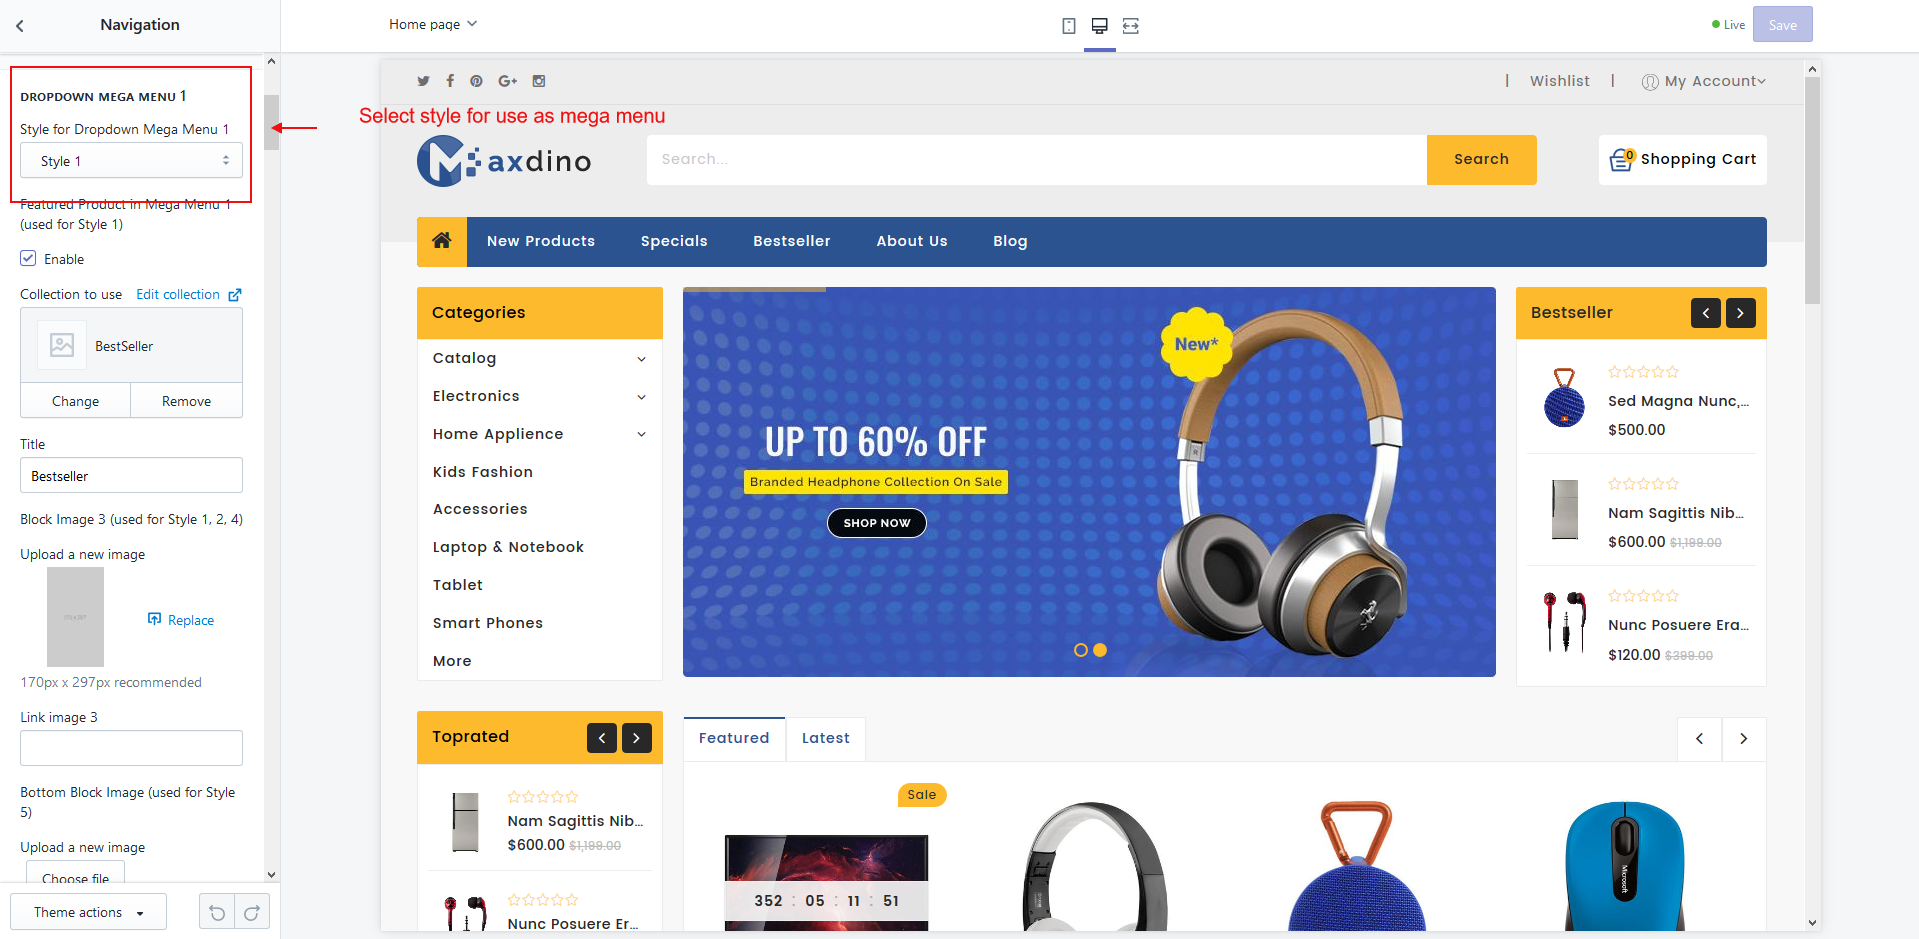 Navigation
Home page
Live
Save
DROPDOWN MEGA MENU 1
Style for Dropdown Mega Menu 1
Style 1
Featured Product in Mega Menu 1
(used for Style 1)
Enable
Collection to use
Edit collection
BestSeller
Change
Remove
Title
Bestseller
Block Image 3 (used for Style 1, 2, 4)
Upload a new image
Replace
170px x 297px recommended
Link image 3
Bottom Block Image (used for Style
5)
Upload a new image
Choose file
Theme actions
Select style for use as mega menu
| Wishlist | My Account
Maxdino
Search...
Search
0
Shopping Cart
New Products
Specials
Bestseller
About Us
Blog
Categories
Catalog
Electronics
Home Applience
Kids Fashion
Accessories
Laptop & Notebook
Tablet
Smart Phones
More
New*
UP TO 60% OFF
Branded Headphone Collection On Sale
SHOP NOW
Bestseller
Sed Magna Nunc,...
$500.00
Nam Sagittis Nib...
$600.00 $1,199.00
Nunc Posuere Era...
$120.00 $399.00
Toprated
Nam Sagittis Nib...
$600.00 $1,199.00
Nunc Posuere Er...
Featured
Latest
Sale
352 : 05 : 11 : 51
Microsoft